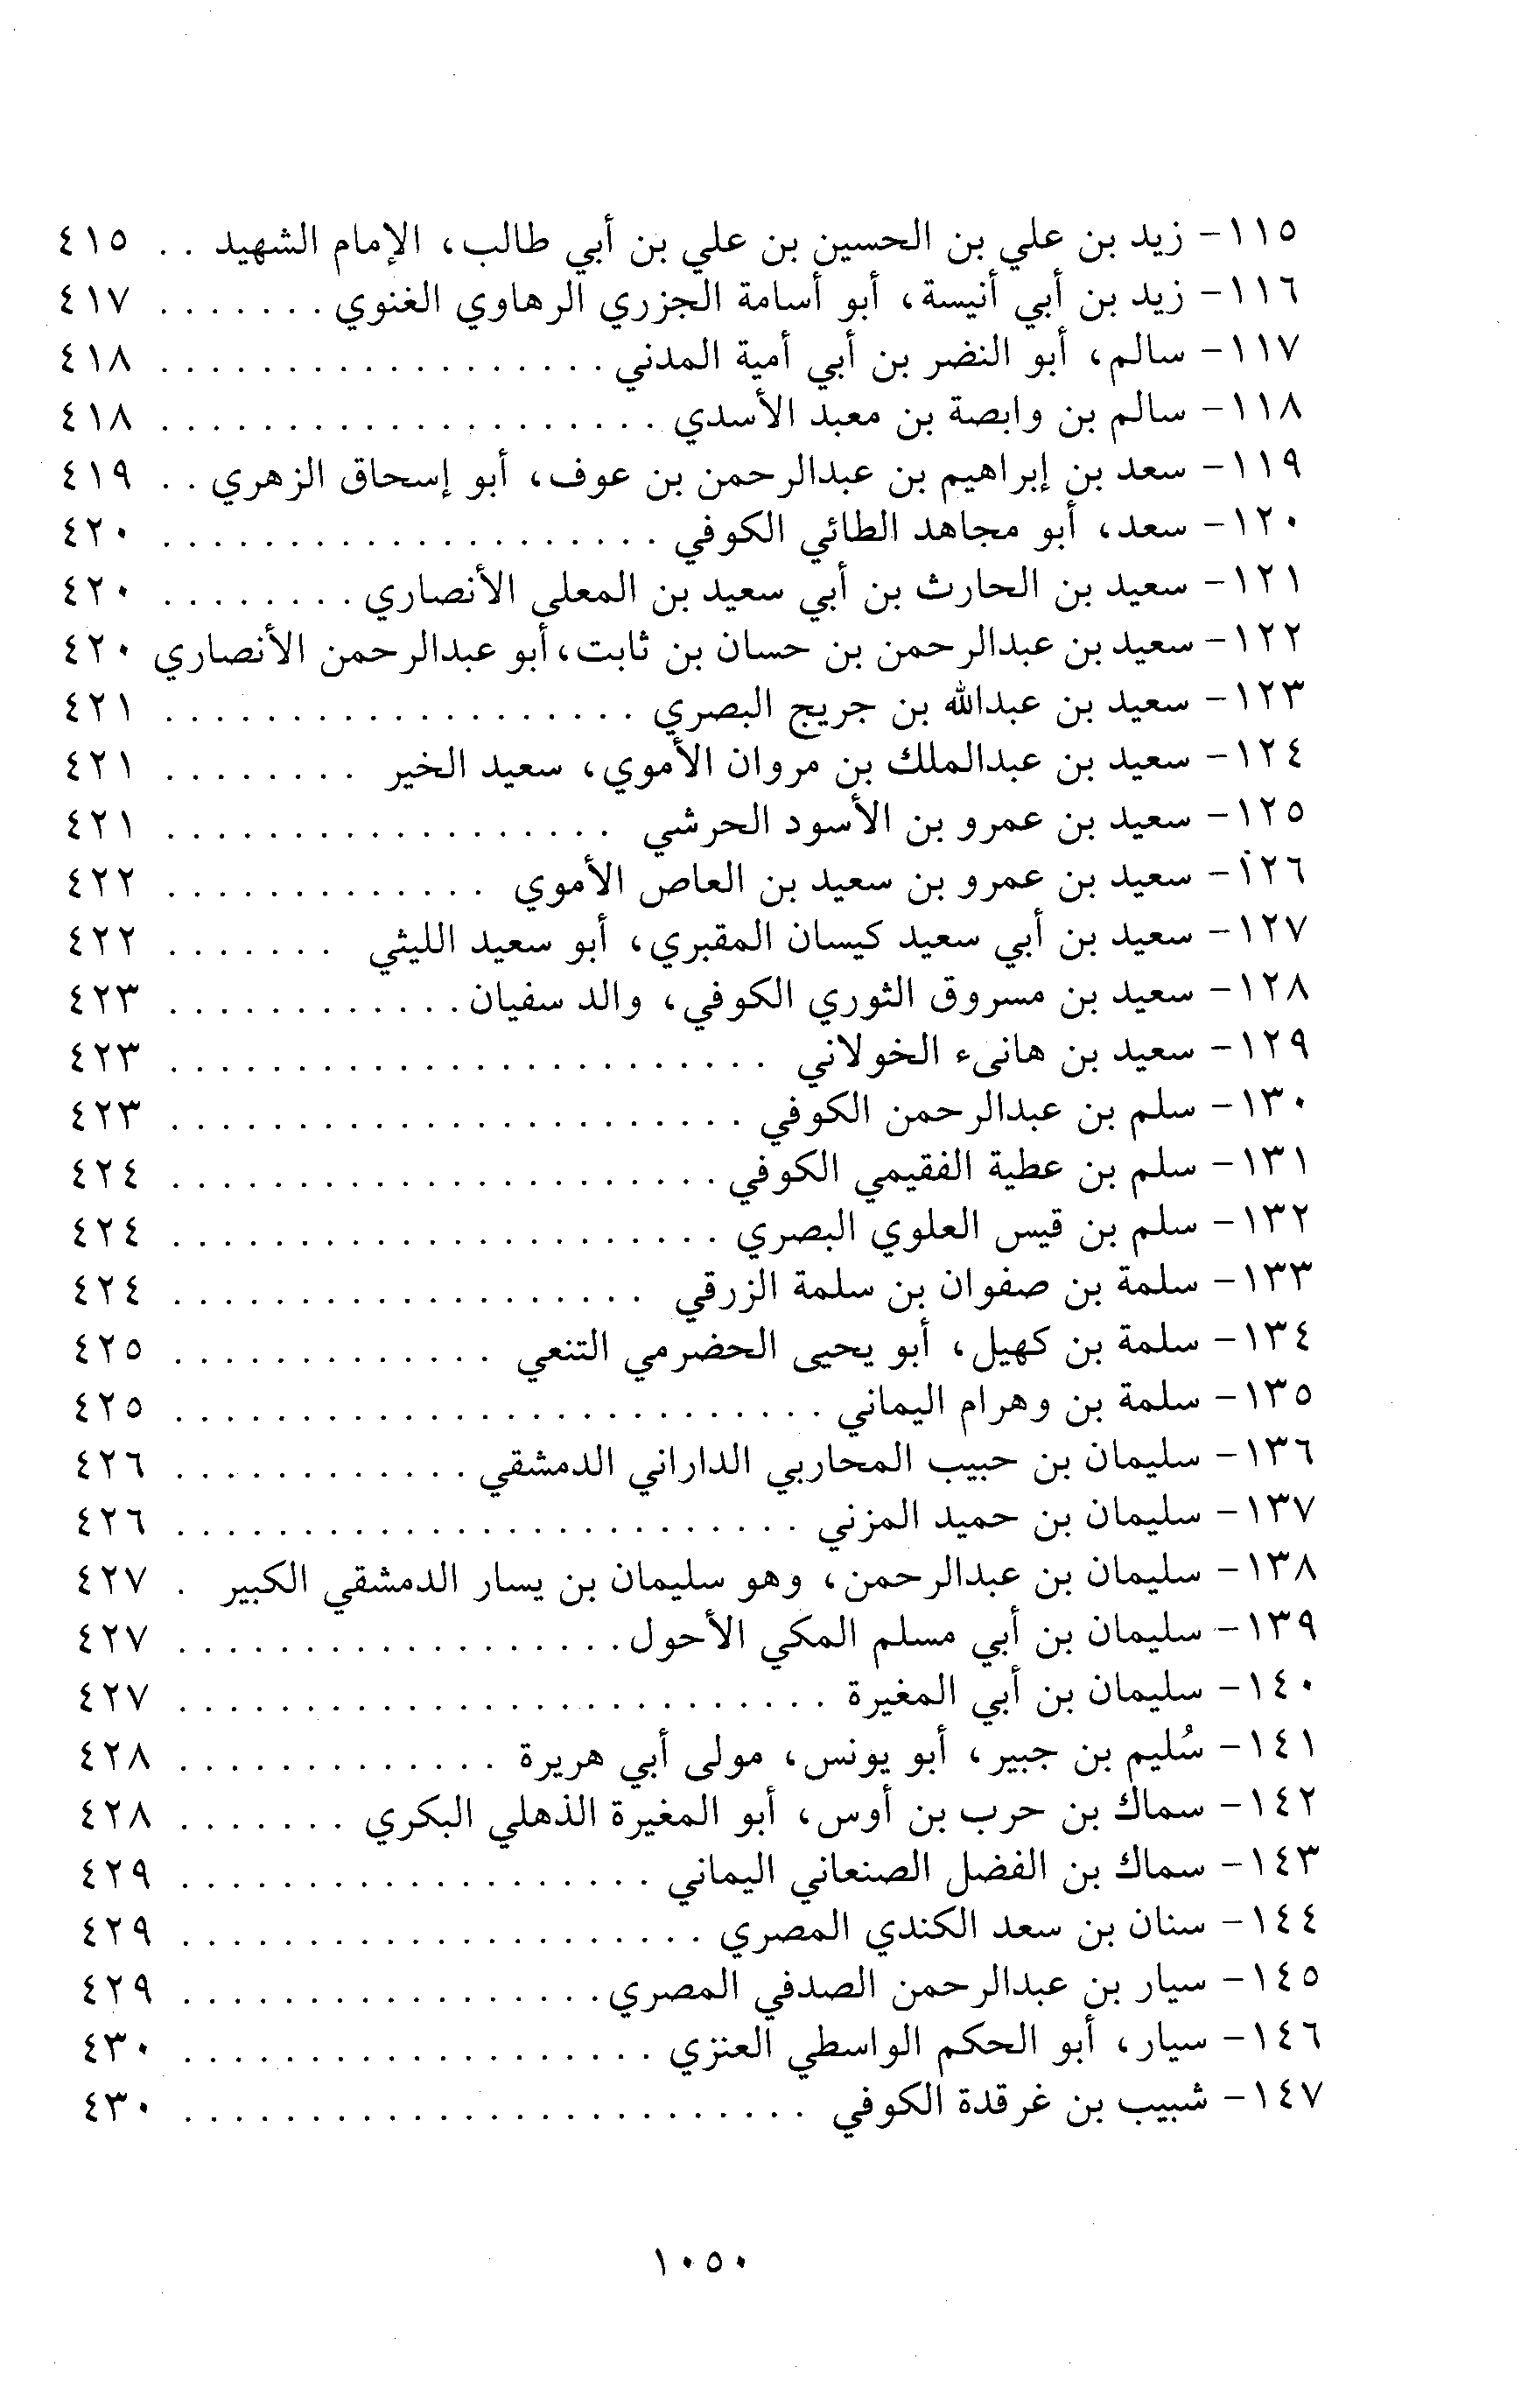 ١١٥- زيد بن علي بن الحسين بن علي بن أبي طالب، الإمام الشهيد . . ٤١٥
١١٦- زيد بن أبي أنيسة، أبو أسامة الجزري الرهاوي الغنوي . . . . . . . ٤١٧
١١٧- سالم، أبو النضر بن أبي أمية المدني . . . . . . . . . . . . . . . . . . ٤١٨
١١٨- سالم بن وابصة بن معبد الأسدي . . . . . . . . . . . . . . . . . . . . ٤١٨
١١٩- سعد بن إبراهيم بن عبدالرحمن بن عوف، أبو إسحاق الزهري . . ٤١٩
١٢٠- سعد، أبو مجاهد الطائي الكوفي . . . . . . . . . . . . . . . . . . . . ٤٢٠
١٢١- سعيد بن الحارث بن أبي سعيد بن المعلى الأنصاري . . . . . . . . ٤٢٠
١٢٢- سعيد بن عبدالرحمن بن حسان بن ثابت، أبو عبدالرحمن الأنصاري ٤٢٠
١٢٣- سعيد بن عبدالله بن جريج البصري . . . . . . . . . . . . . . . . . . . ٤٢١
١٢٤- سعيد بن عبدالملك بن مروان الأموي، سعيد الخير . . . . . . . . ٤٢١
١٢٥- سعيد بن عمرو بن الأسود الحرشي . . . . . . . . . . . . . . . . . . ٤٢١
١٢٦- سعيد بن عمرو بن سعيد بن العاص الأموي . . . . . . . . . . . . . ٤٢٢
١٢٧- سعيد بن أبي سعيد كيسان المقبري، أبو سعيد الليثي . . . . . . . ٤٢٢
١٢٨- سعيد بن مسروق الثوري الكوفي، والد سفيان . . . . . . . . . . . . ٤٢٣
١٢٩- سعيد بن هانىء الخولاني . . . . . . . . . . . . . . . . . . . . . . . . ٤٢٣
١٣٠- سلم بن عبدالرحمن الكوفي . . . . . . . . . . . . . . . . . . . . . . . ٤٢٣
١٣١- سلم بن عطية الفقيمي الكوفي . . . . . . . . . . . . . . . . . . . . . . ٤٢٤
١٣٢- سلم بن قيس العلوي البصري . . . . . . . . . . . . . . . . . . . . . . ٤٢٤
١٣٣- سلمة بن صفوان بن سلمة الزرقي . . . . . . . . . . . . . . . . . . . ٤٢٤
١٣٤- سلمة بن كهيل، أبو يحيى الحضرمي التنعي . . . . . . . . . . . . . ٤٢٥
١٣٥- سلمة بن وهرام اليماني . . . . . . . . . . . . . . . . . . . . . . . . . . ٤٢٥
١٣٦- سليمان بن حبيب المحاربي الداراني الدمشقي . . . . . . . . . . . . ٤٢٦
١٣٧- سليمان بن حميد المزني . . . . . . . . . . . . . . . . . . . . . . . . . ٤٢٦
١٣٨- سليمان بن عبدالرحمن، وهو سليمان بن يسار الدمشقي الكبير . ٤٢٧
١٣٩- سليمان بن أبي مسلم المكي الأحول . . . . . . . . . . . . . . . . . . ٤٢٧
١٤٠- سليمان بن أبي المغيرة . . . . . . . . . . . . . . . . . . . . . . . . . . ٤٢٧
١٤١- سُليم بن جبير، أبو يونس، مولى أبي هريرة . . . . . . . . . . . . . ٤٢٨
١٤٢- سماك بن حرب بن أوس، أبو المغيرة الذهلي البكري . . . . . . . ٤٢٨
١٤٣- سماك بن الفضل الصنعاني اليماني . . . . . . . . . . . . . . . . . . . ٤٢٩
١٤٤- سنان بن سعد الكندي المصري . . . . . . . . . . . . . . . . . . . . . ٤٢٩
١٤٥- سيار بن عبدالرحمن الصدفي المصري . . . . . . . . . . . . . . . . . ٤٢٩
١٤٦- سيار، أبو الحكم الواسطي العنزي . . . . . . . . . . . . . . . . . . . ٤٣٠
١٤٧- شبيب بن غرقدة الكوفي . . . . . . . . . . . . . . . . . . . . . . . . . ٤٣٠
١٠٥٠